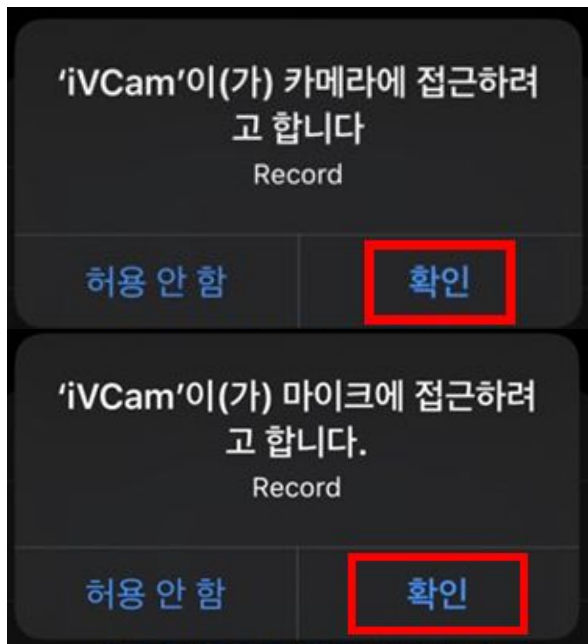 ‘iVCam’이(가) 카메라에 접근하려
고 합니다
Record
허용 안 함 확인
‘iVCam’이(가) 마이크에 접근하려
고 합니다.
Record
허용 안 함 확인